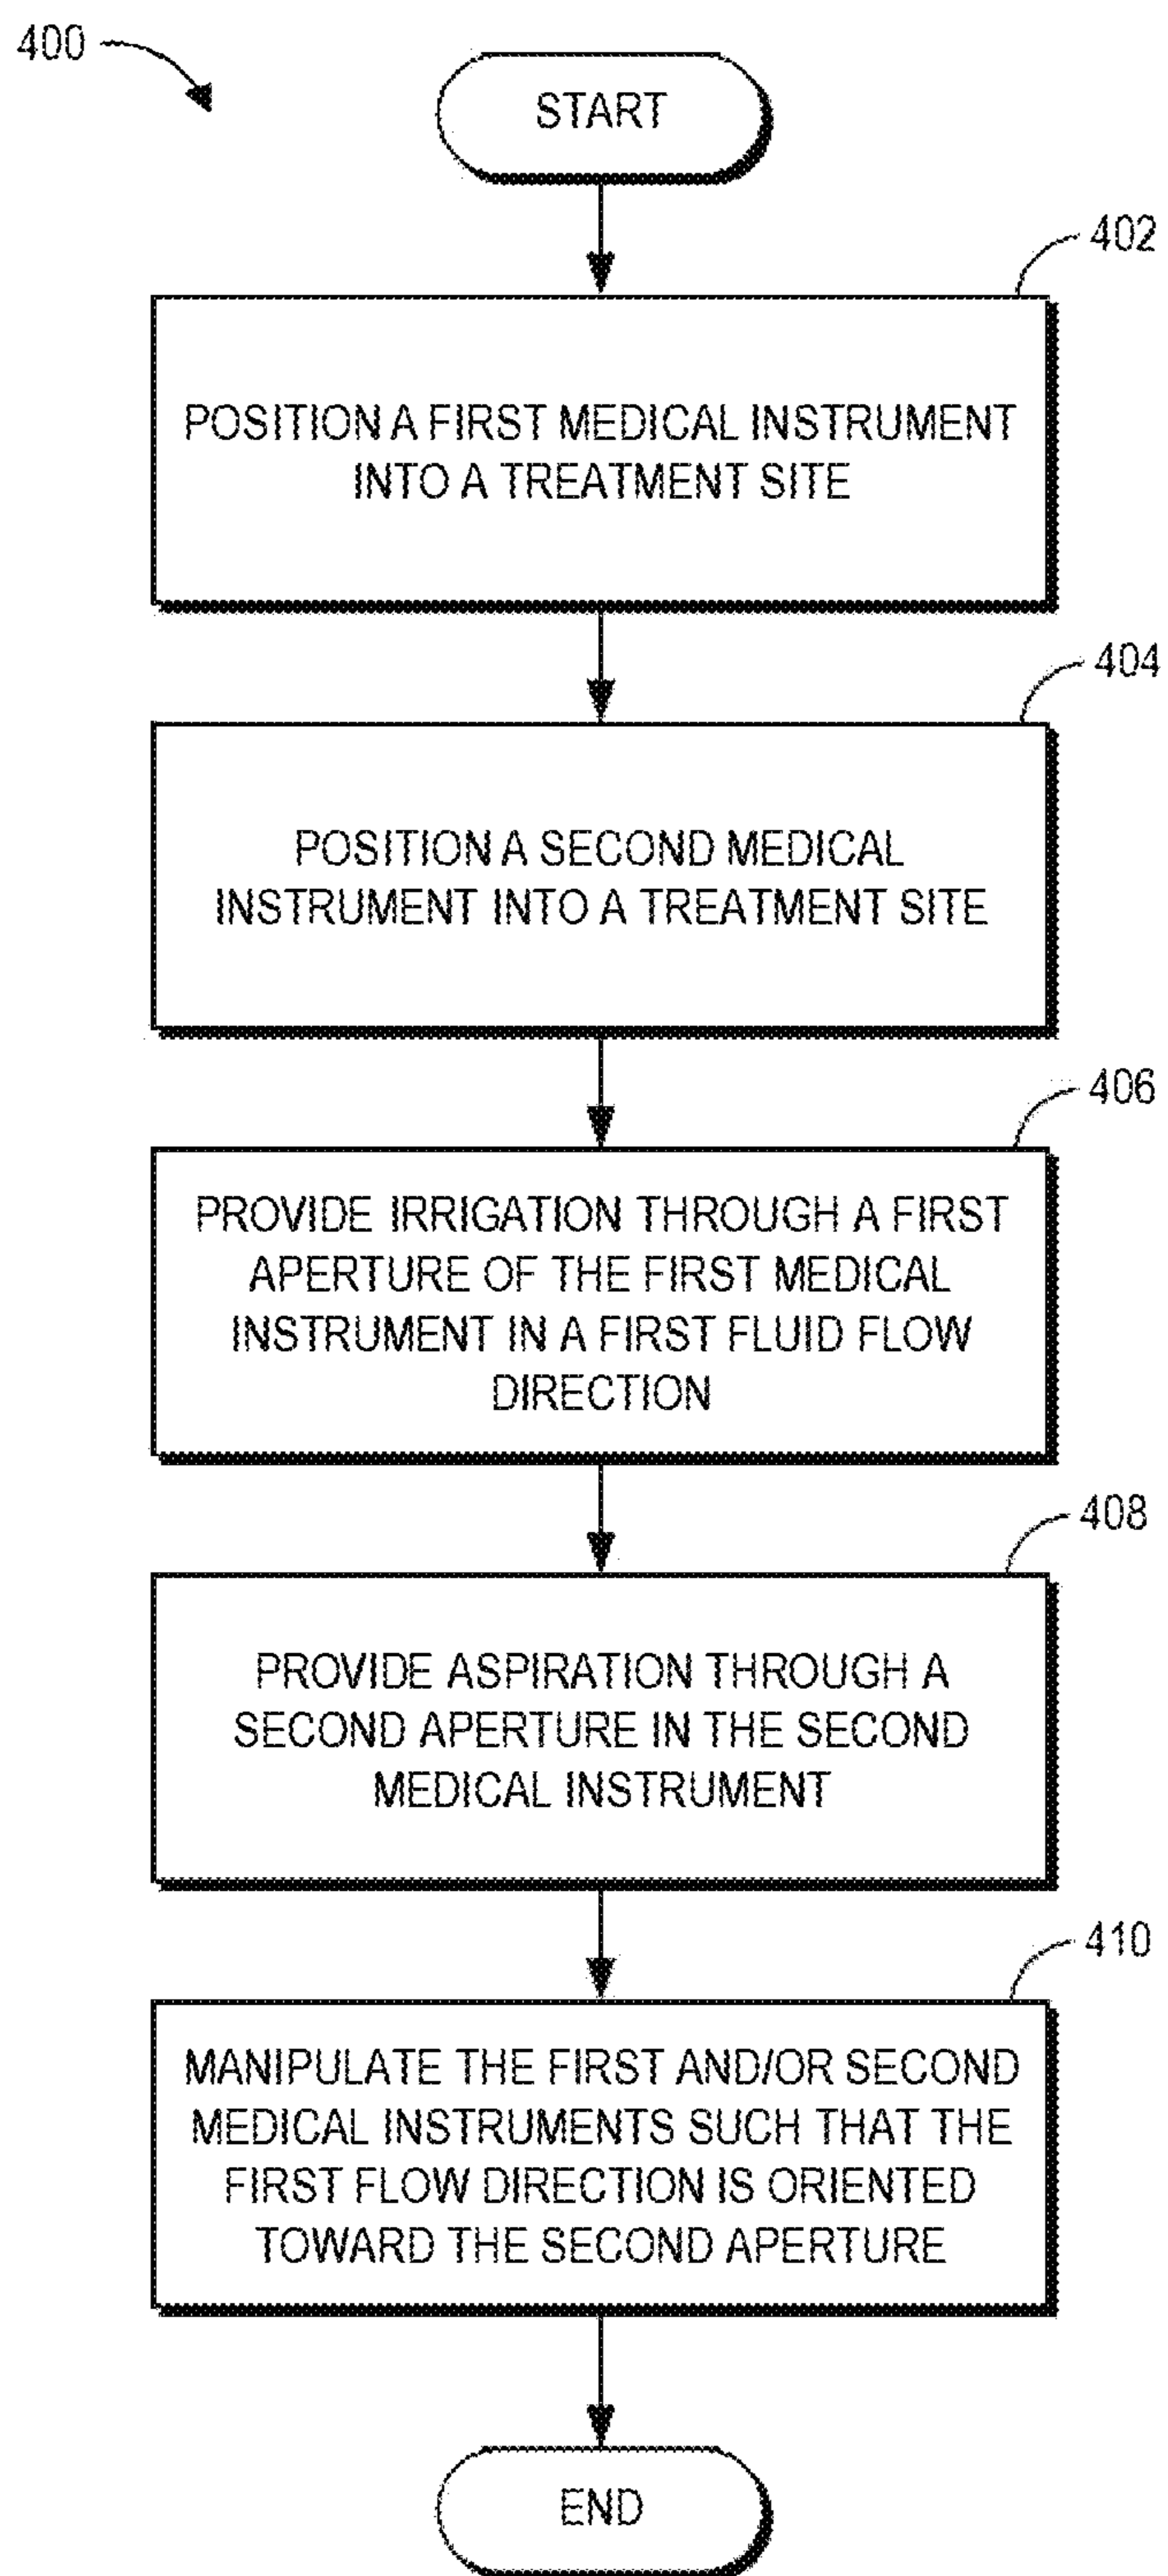 400
START
402
POSITION A FIRST MEDICAL INSTRUMENT
INTO A TREATMENT SITE
404
POSITION A SECOND MEDICAL
INSTRUMENT INTO A TREATMENT SITE
406
PROVIDE IRRIGATION THROUGH A FIRST
APERTURE OF THE FIRST MEDICAL
INSTRUMENT IN A FIRST FLUID FLOW
DIRECTION
408
PROVIDE ASPIRATION THROUGH A
SECOND APERTURE IN THE SECOND
MEDICAL INSTRUMENT
410
MANIPULATE THE FIRST AND/OR SECOND
MEDICAL INSTRUMENTS SUCH THAT THE
FIRST FLOW DIRECTION IS ORIENTED
TOWARD THE SECOND APERTURE
END